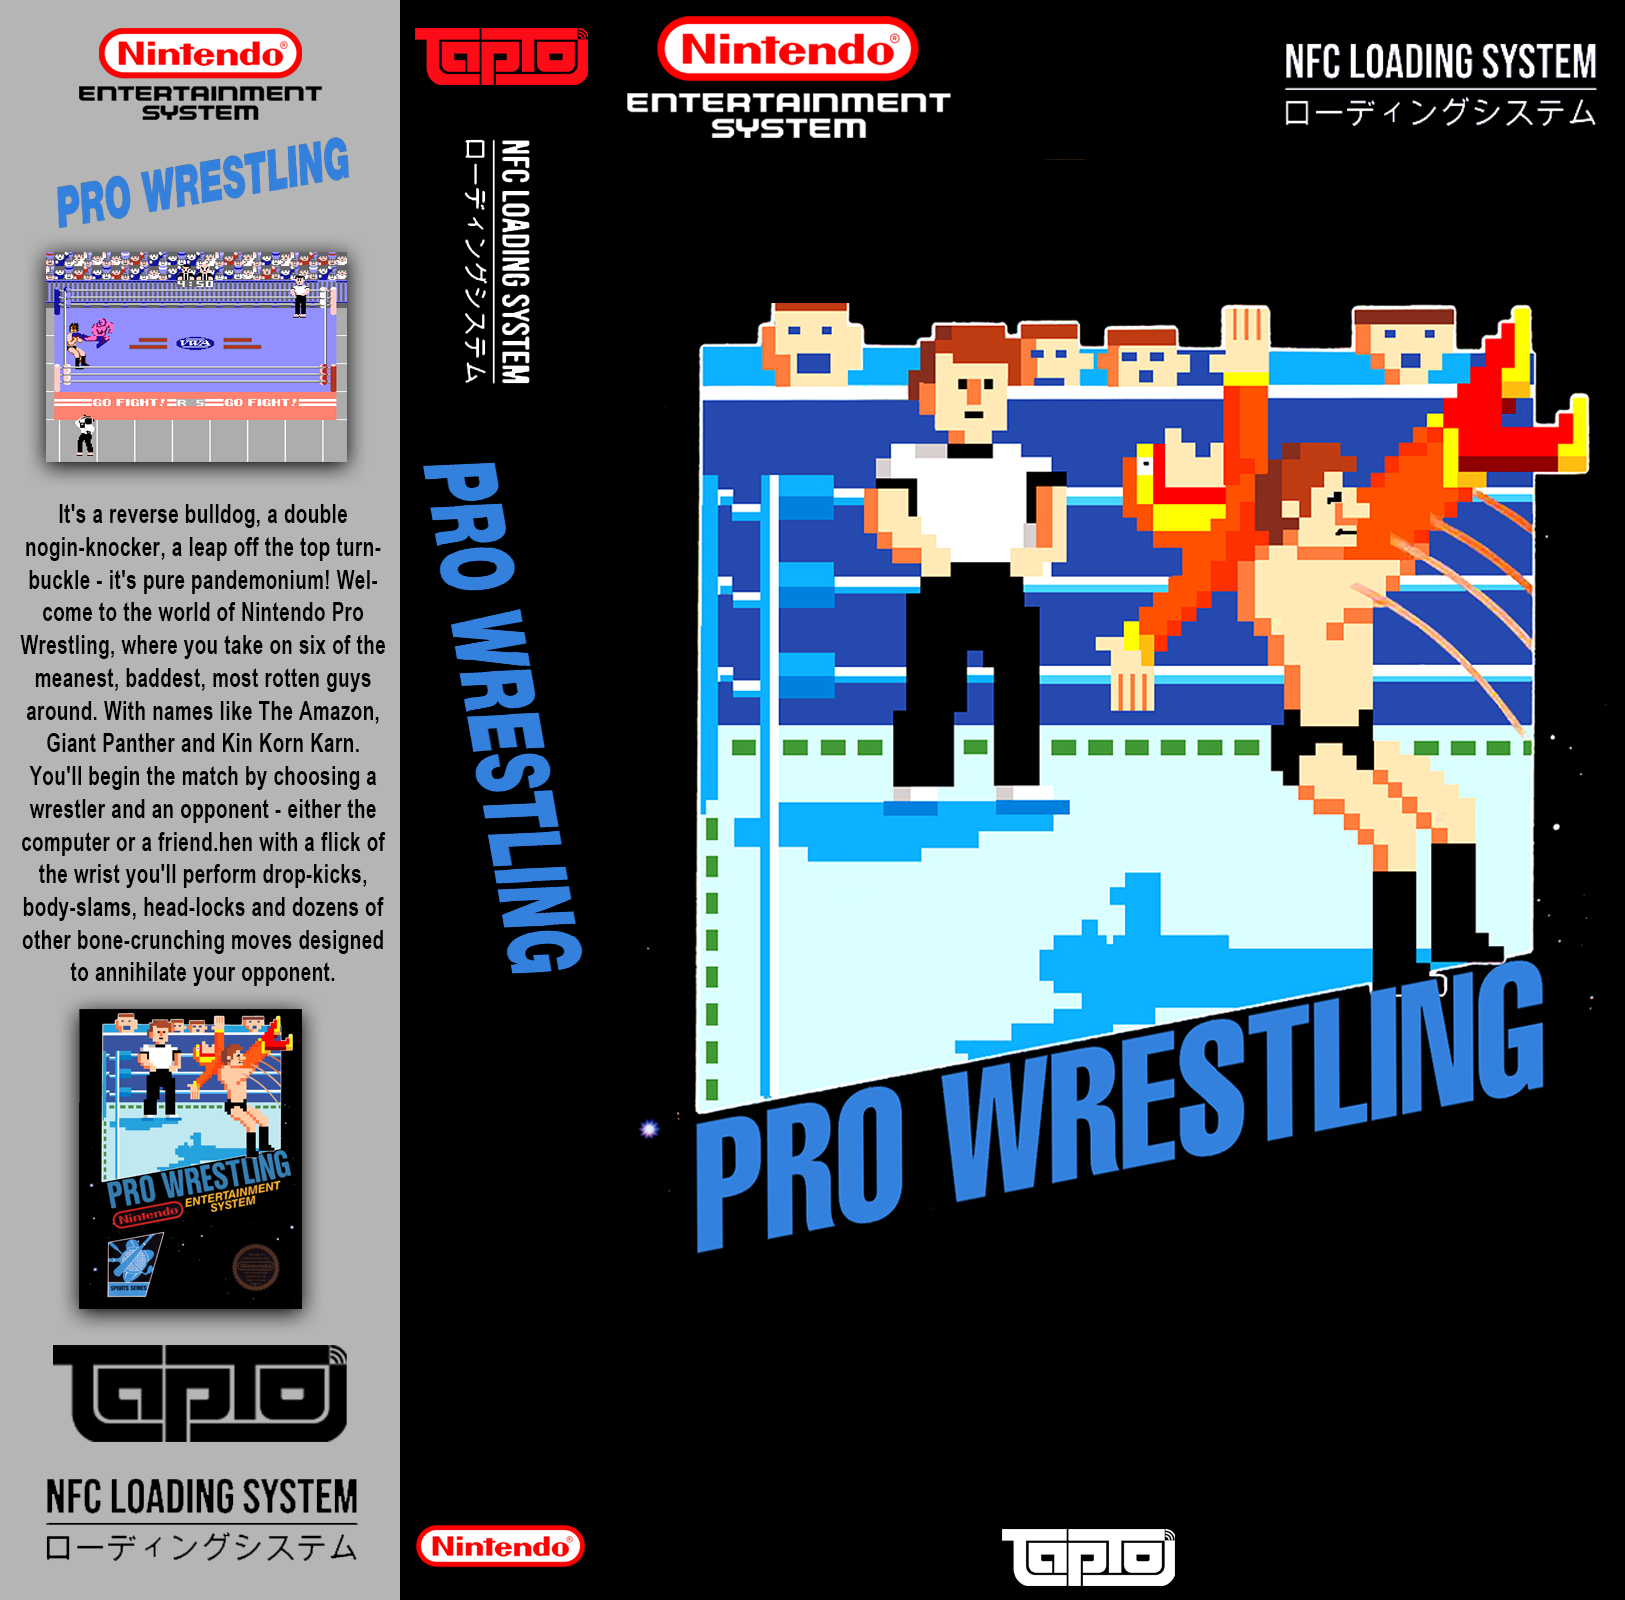 Nintendo®
ENTERTAINMENT
SYSTEM
PRO WRESTLING
VWA
GO FIGHT!
GO FIGHT!
It's a reverse bulldog, a double
nogin-knocker, a leap off the top turn-
buckle - it's pure pandemonium! Wel-
come to the world of Nintendo Pro
Wrestling, where you take on six of the
meanest, baddest, most rotten guys
around. With names like The Amazon,
Giant Panther and Kin Korn Karn.
You'll begin the match by choosing a
wrestler and an opponent - either the
computer or a friend.hen with a flick of
the wrist you'll perform drop-kicks,
body-slams, head-locks and dozens of
other bone-crunching moves designed
to annihilate your opponent.
PRO WRESTLING
Nintendo
ENTERTAINMENT
SYSTEM
SPORTS SERIES
TapTo
NFC LOADING SYSTEM
ローディングシステム
TapTo
NFC LOADING SYSTEM
ローディングシステム
PRO WRESTLING
Nintendo®
Nintendo®
ENTERTAINMENT
SYSTEM
NFC LOADING SYSTEM
ローディングシステム
PRO WRESTLING
TapTo